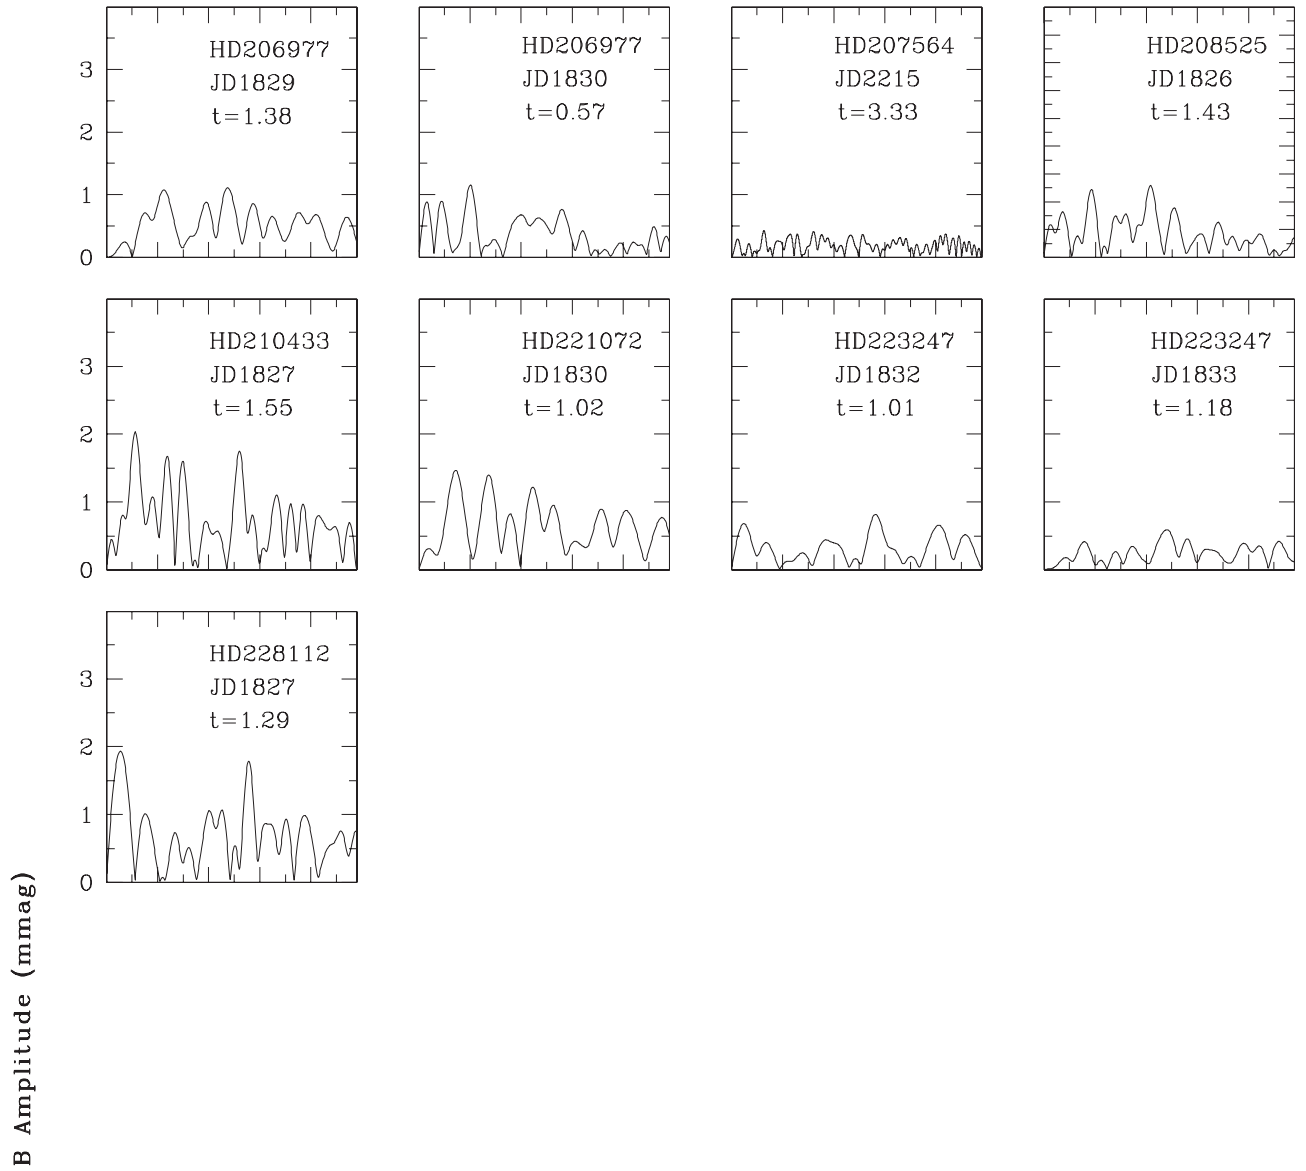 HD206977
JD1829
t=1.38
HD206977
JD1830
t=0.57
HD207564
JD2215
t=3.33
HD208525
JD1826
t=1.43
3
2
1
0
HD210433
JD1827
t=1.55
HD221072
JD1830
t=1.02
HD223247
JD1832
t=1.01
HD223247
JD1833
t=1.18
3
2
1
0
HD228112
JD1827
t=1.29
3
2
1
0
B Amplitude (mmag)